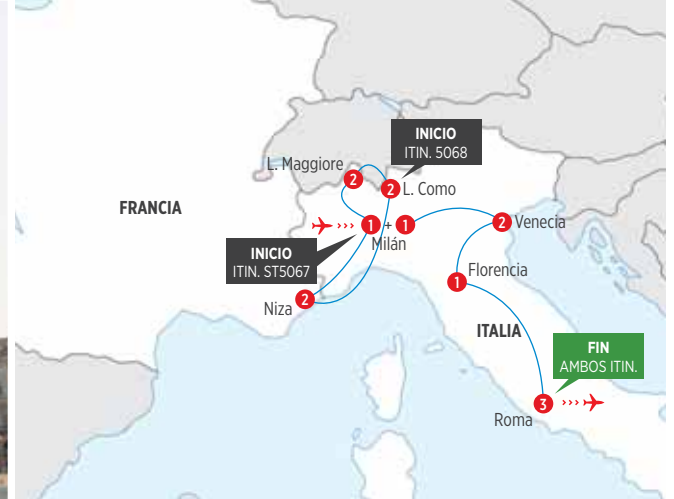 INICIO
ITIN. 5068
L. Maggiore
2
2
L. Como
FRANCIA
››› 1 + 1
Milán
2
Venecia
INICIO
ITIN. ST5067
Florencia
1
2
Niza
ITALIA
FIN
AMBOS ITIN.
3 ›››
Roma